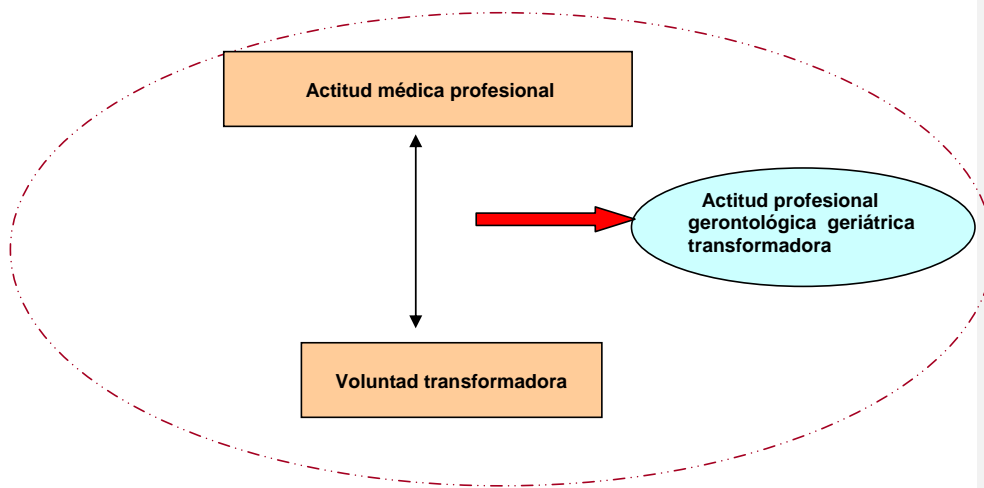 Actitud médica profesional
Actitud profesional
gerontológica geriátrica
transformadora
Voluntad transformadora